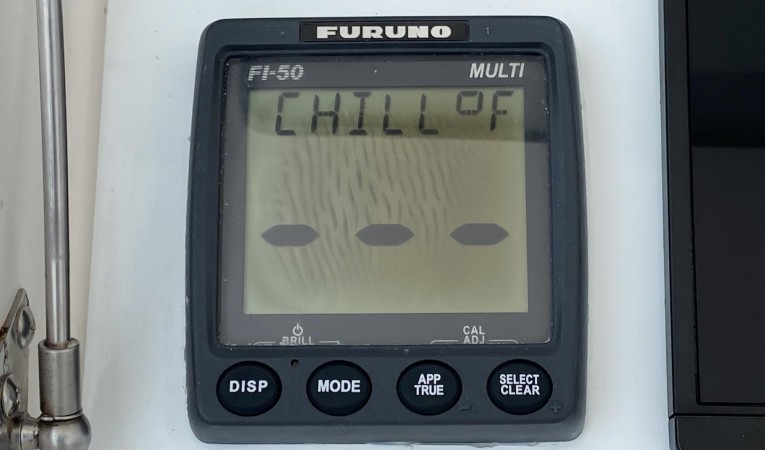 FURUNO
FI-50 MULTI
CHILL °F
- - -
BRILL
CAL
ADJ
DISP
MODE
APP
TRUE
-
SELECT
CLEAR
+